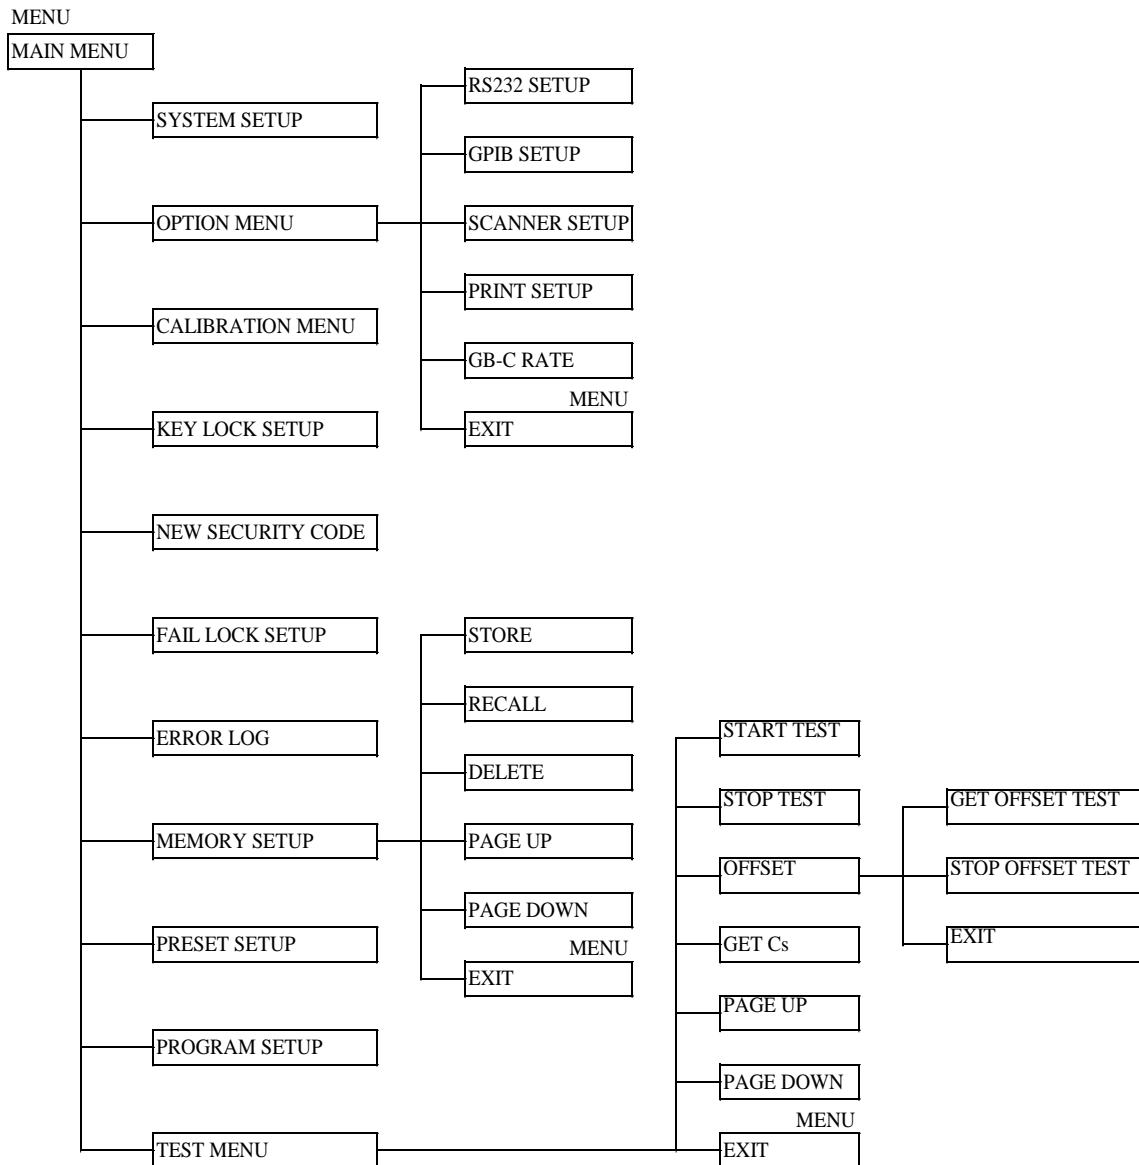 MENU
MAIN MENU
SYSTEM SETUP
OPTION MENU
CALIBRATION MENU
KEY LOCK SETUP
NEW SECURITY CODE
FAIL LOCK SETUP
ERROR LOG
MEMORY SETUP
PRESET SETUP
PROGRAM SETUP
TEST MENU
RS232 SETUP
GPIB SETUP
SCANNER SETUP
PRINT SETUP
GB-C RATE
MENU
EXIT
STORE
RECALL
DELETE
PAGE UP
PAGE DOWN
MENU
EXIT
START TEST
STOP TEST
OFFSET
GET Cs
PAGE UP
PAGE DOWN
MENU
EXIT
GET OFFSET TEST
STOP OFFSET TEST
EXIT